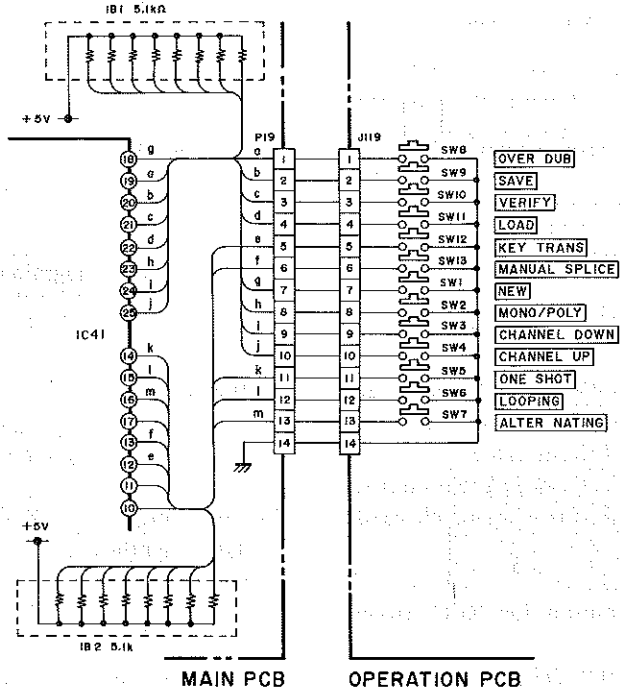 IB1 5.1kΩ
+5V
P19
J119
18 g
19 a
20 b
21 c
22 d
23 h
24 i
25 j
IC41
14 k
15 l
16 m
17
13 f
12 e
11
10
a 1 1 SW8 OVER DUB
b 2 2 SW9 SAVE
c 3 3 SW10 VERIFY
d 4 4 SW11 LOAD
e 5 5 SW12 KEY TRANS
f 6 6 SW13 MANUAL SPLICE
g 7 7 SW1 NEW
h 8 8 SW2 MONO/POLY
i 9 9 SW3 CHANNEL DOWN
j 10 10 SW4 CHANNEL UP
k 11 11 SW5 ONE SHOT
l 12 12 SW6 LOOPING
m 13 13 SW7 ALTER NATING
14 14
+5V
IB2 5.1k
MAIN PCB
OPERATION PCB